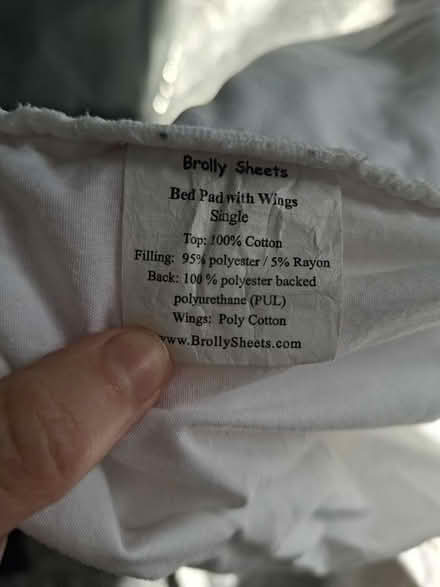 Brolly Sheets
Bed Pad with Wings
Single
Top: 100% Cotton
Filling: 95% polyester / 5% Rayon
Back: 100 % polyester backed
polyurethane (PUL)
Wings: Poly Cotton
www.BrollySheets.com